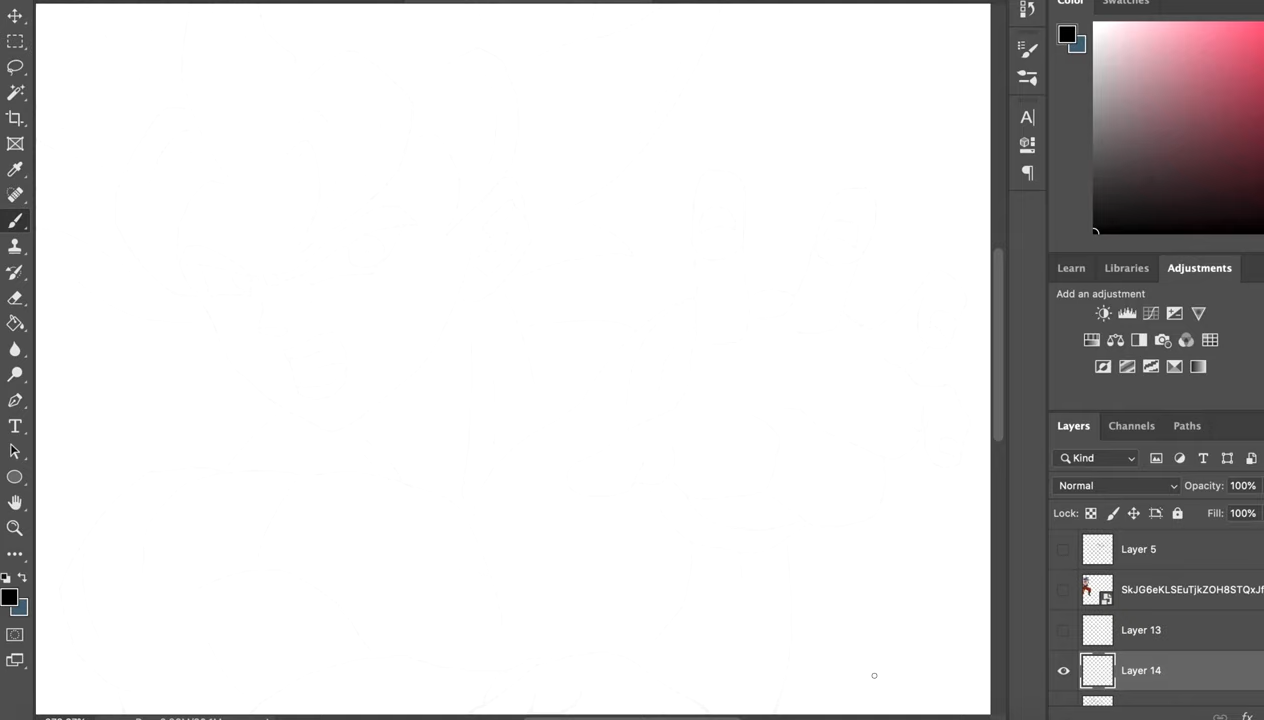 Color Swatches
A
Learn Libraries Adjustments
Add an adjustment
T
Layers Channels Paths
Kind
Normal Opacity: 100%
Lock: Fill: 100%
Layer 5
SkJG6eKLSEuTjkZOH8STQxJf
Layer 13
Layer 14
fx